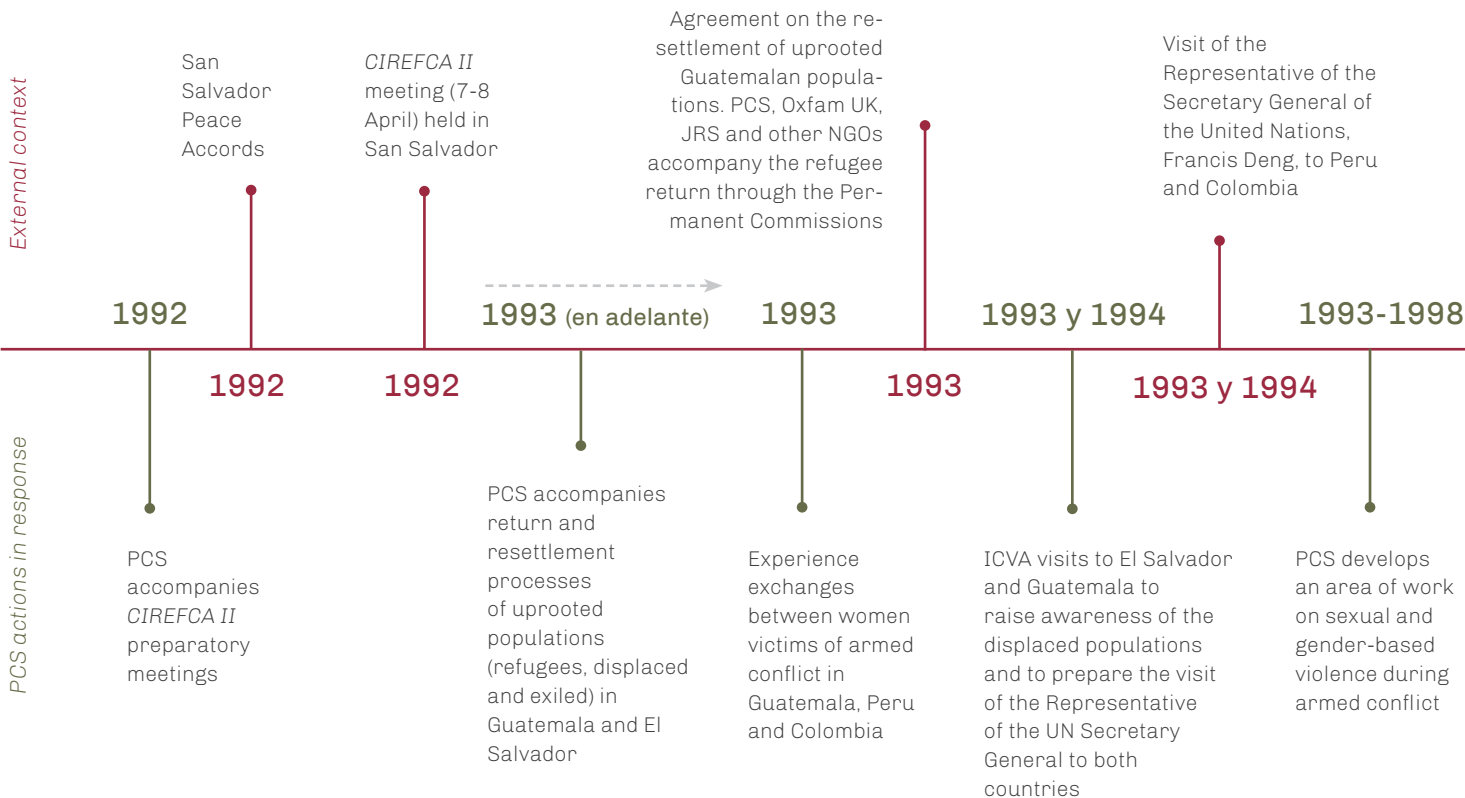 External context
San
Salvador
Peace
Accords
CIREFCA II
meeting (7-8
April) held in
San Salvador
Agreement on the re-
settlement of uprooted
Guatemalan popula-
tions. PCS, Oxfam UK,
JRS and other NGOs
accompany the refugee
return through the Per-
manent Commissions
Visit of the
Representative of the
Secretary General of
the United Nations,
Francis Deng, to Peru
and Colombia
1992
1993 (en adelante)
1993
1993 y 1994
1993-1998
1992
1992
1993
1993 y 1994
PCS actions in response
PCS
accompanies
CIREFCA II
preparatory
meetings
PCS accompanies
return and
resettlement
processes
of uprooted
populations
(refugees, displaced
and exiled) in
Guatemala and El
Salvador
Experience
exchanges
between women
victims of armed
conflict in
Guatemala, Peru
and Colombia
ICVA visits to El Salvador
and Guatemala to
raise awareness of the
displaced populations
and to prepare the visit
of the Representative
of the UN Secretary
General to both
countries
PCS develops
an area of work
on sexual and
gender-based
violence during
armed conflict